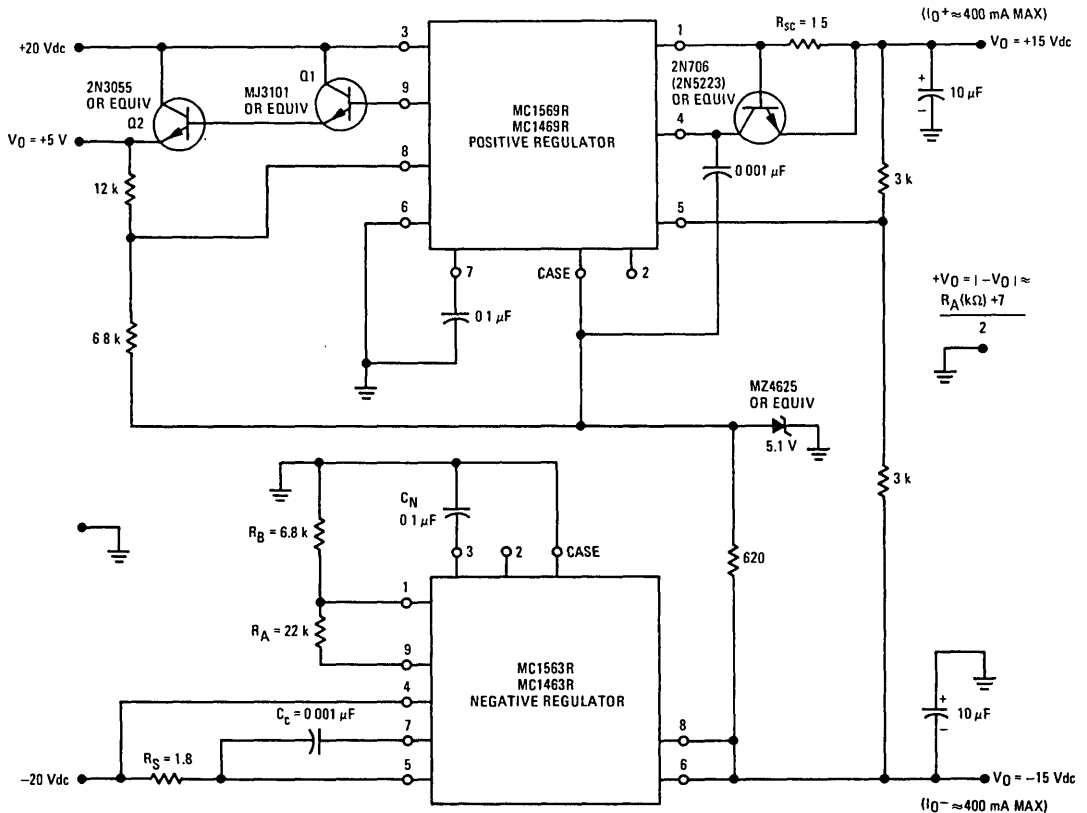 (IO+ ≈ 400 mA MAX)
+20 Vdc
3
1
RSC = 1 5
VO = +15 Vdc
2N3055
OR EQUIV
Q2
MJ3101
OR EQUIV
Q1
9
MC1569R
MC1469R
POSITIVE REGULATOR
2N706
(2N5223)
OR EQUIV
4
+
10 µF
–
VO = +5 V
8
0 001 µF
12 k
3 k
6
5
7
CASE
2
0 1 µF
+VO = | –VO | ≈
RA (kΩ) +7
2
6 8 k
MZ4625
OR EQUIV
5.1 V
CN
0 1 µF
3 k
RB = 6.8 k
3
2
CASE
620
1
RA = 22 k
9
MC1563R
MC1463R
NEGATIVE REGULATOR
4
CC = 0 001 µF
7
8
+
10 µF
–
RS = 1.8
–20 Vdc
5
6
VO = –15 Vdc
(IO– ≈ 400 mA MAX)